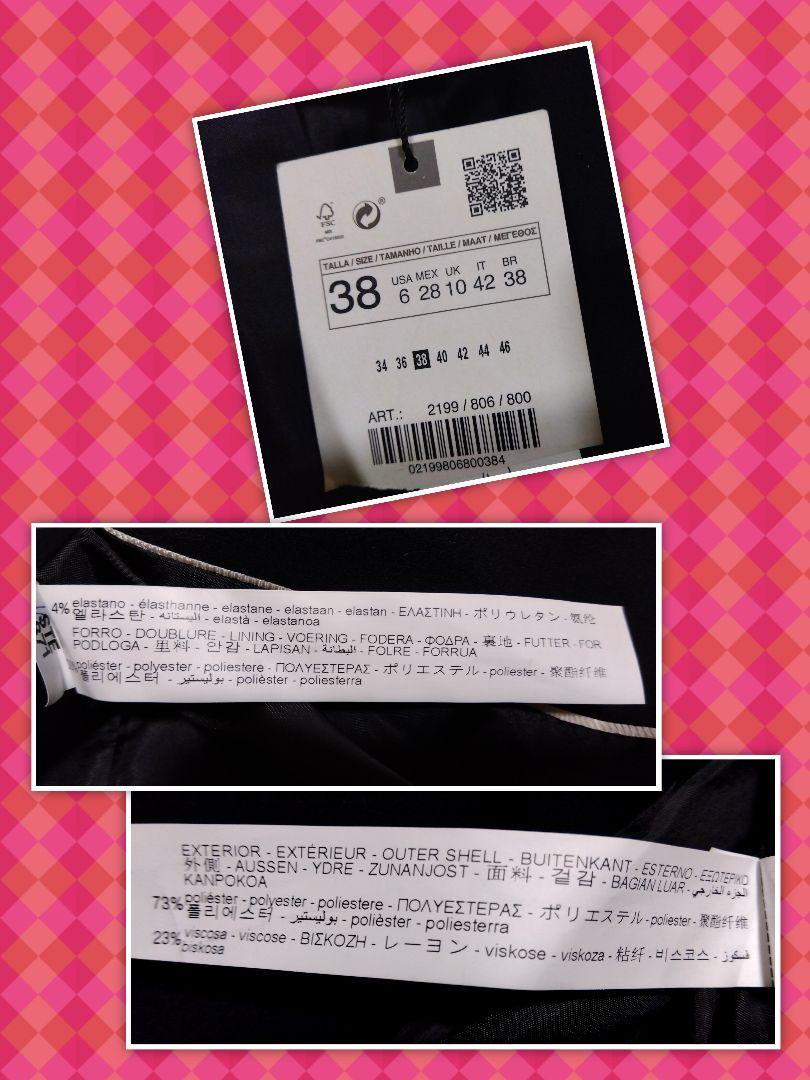 FSC
MIX
®
TALLA / SIZE / TAMANHO / TAILLE / MAAT / ΜΕΓΕΘΟΣ
38
USA MEX UK IT BR
6 28 10 42 38
34 36 38 40 42 44 46
ART.: 2199 / 806 / 800
02199806800384
4% elastano - élasthanne - elastane - elastaan - elastan - ΕΛΑΣΤΙΝΗ - ポリウレタン - 氨纶
엘라스탄 - اليستانه - elastà - elastanoa
FORRO - DOUBLURE - LINING - VOERING - FODERA - ΦΟΔΡΑ - 裏地 - FUTTER - FOR
PODLOGA - 里料 - 안감 - LAPISAN - البطانة - FOLRE - FORRUA
poliéster - polyester - poliestere - ΠΟΛΥΕΣΤΕΡΑΣ - ポリエステル - poliester - 聚酯纤维
폴리에스터 - بوليستير - polièster - poliesterra
EXTERIOR - EXTÉRIEUR - OUTER SHELL - BUITENKANT - ESTERNO - ΕΞΩΤΕΡΙΚΟ
外側 - AUSSEN - YDRE - ZUNANJOST - 面料 - 겉감 - BAGIAN LUAR - الجزء الخارجي
KANPOKOA
73% poliéster - polyester - poliestere - ΠΟΛΥΕΣΤΕΡΑΣ - ポリエステル - poliester - 聚酯纤维
폴리에스터 - بوليستير - polièster - poliesterra
23% viscosa - viscose - ΒΙΣΚΟΖΗ - レーヨン - viskose - viskoza - 粘纤 - 비스코스 - فسكوز
biskosa